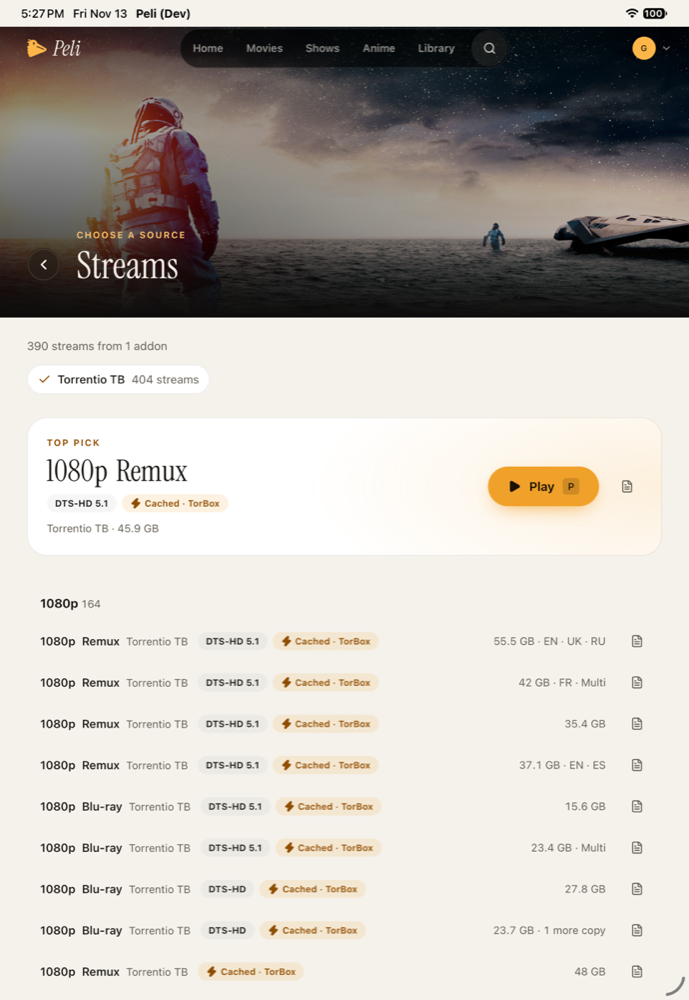 5:27 PM Fri Nov 13 Peli (Dev) 100
Peli Home Movies Shows Anime Library G
CHOOSE A SOURCE
Streams
390 streams from 1 addon
Torrentio TB 404 streams
TOP PICK
1080p Remux
DTS-HD 5.1 Cached · TorBox
Torrentio TB · 45.9 GB
Play P
1080p 164
1080p Remux Torrentio TB DTS-HD 5.1 Cached · TorBox 55.5 GB · EN · UK · RU
1080p Remux Torrentio TB DTS-HD 5.1 Cached · TorBox 42 GB · FR · Multi
1080p Remux Torrentio TB DTS-HD 5.1 Cached · TorBox 35.4 GB
1080p Remux Torrentio TB DTS-HD 5.1 Cached · TorBox 37.1 GB · EN · ES
1080p Blu-ray Torrentio TB DTS-HD 5.1 Cached · TorBox 15.6 GB
1080p Blu-ray Torrentio TB DTS-HD 5.1 Cached · TorBox 23.4 GB · Multi
1080p Blu-ray Torrentio TB DTS-HD Cached · TorBox 27.8 GB
1080p Blu-ray Torrentio TB DTS-HD Cached · TorBox 23.7 GB · 1 more copy
1080p Remux Torrentio TB Cached · TorBox 48 GB